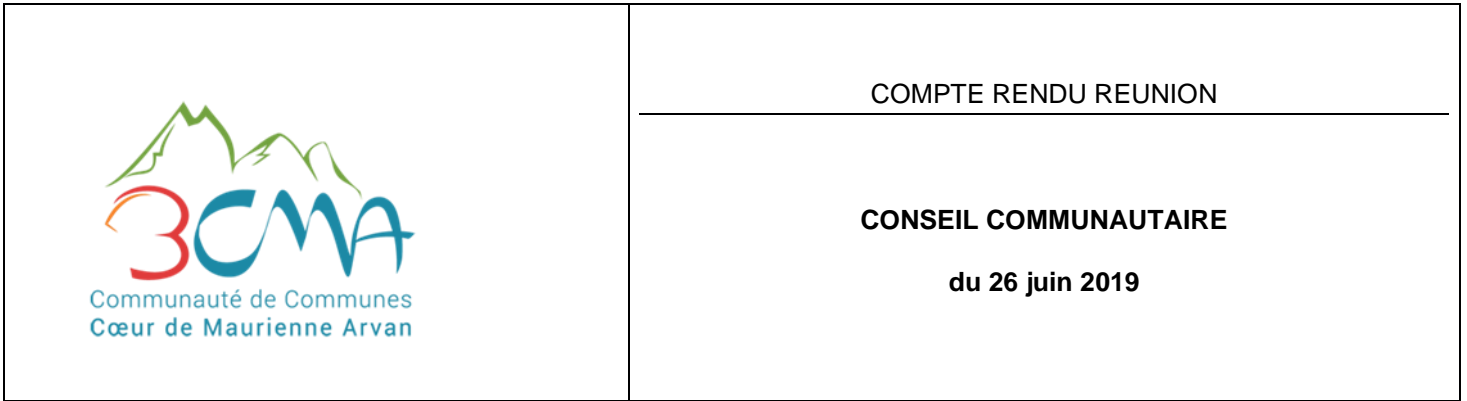 3CMA
Communauté de Communes
Cœur de Maurienne Arvan
COMPTE RENDU REUNION
CONSEIL COMMUNAUTAIRE
du 26 juin 2019